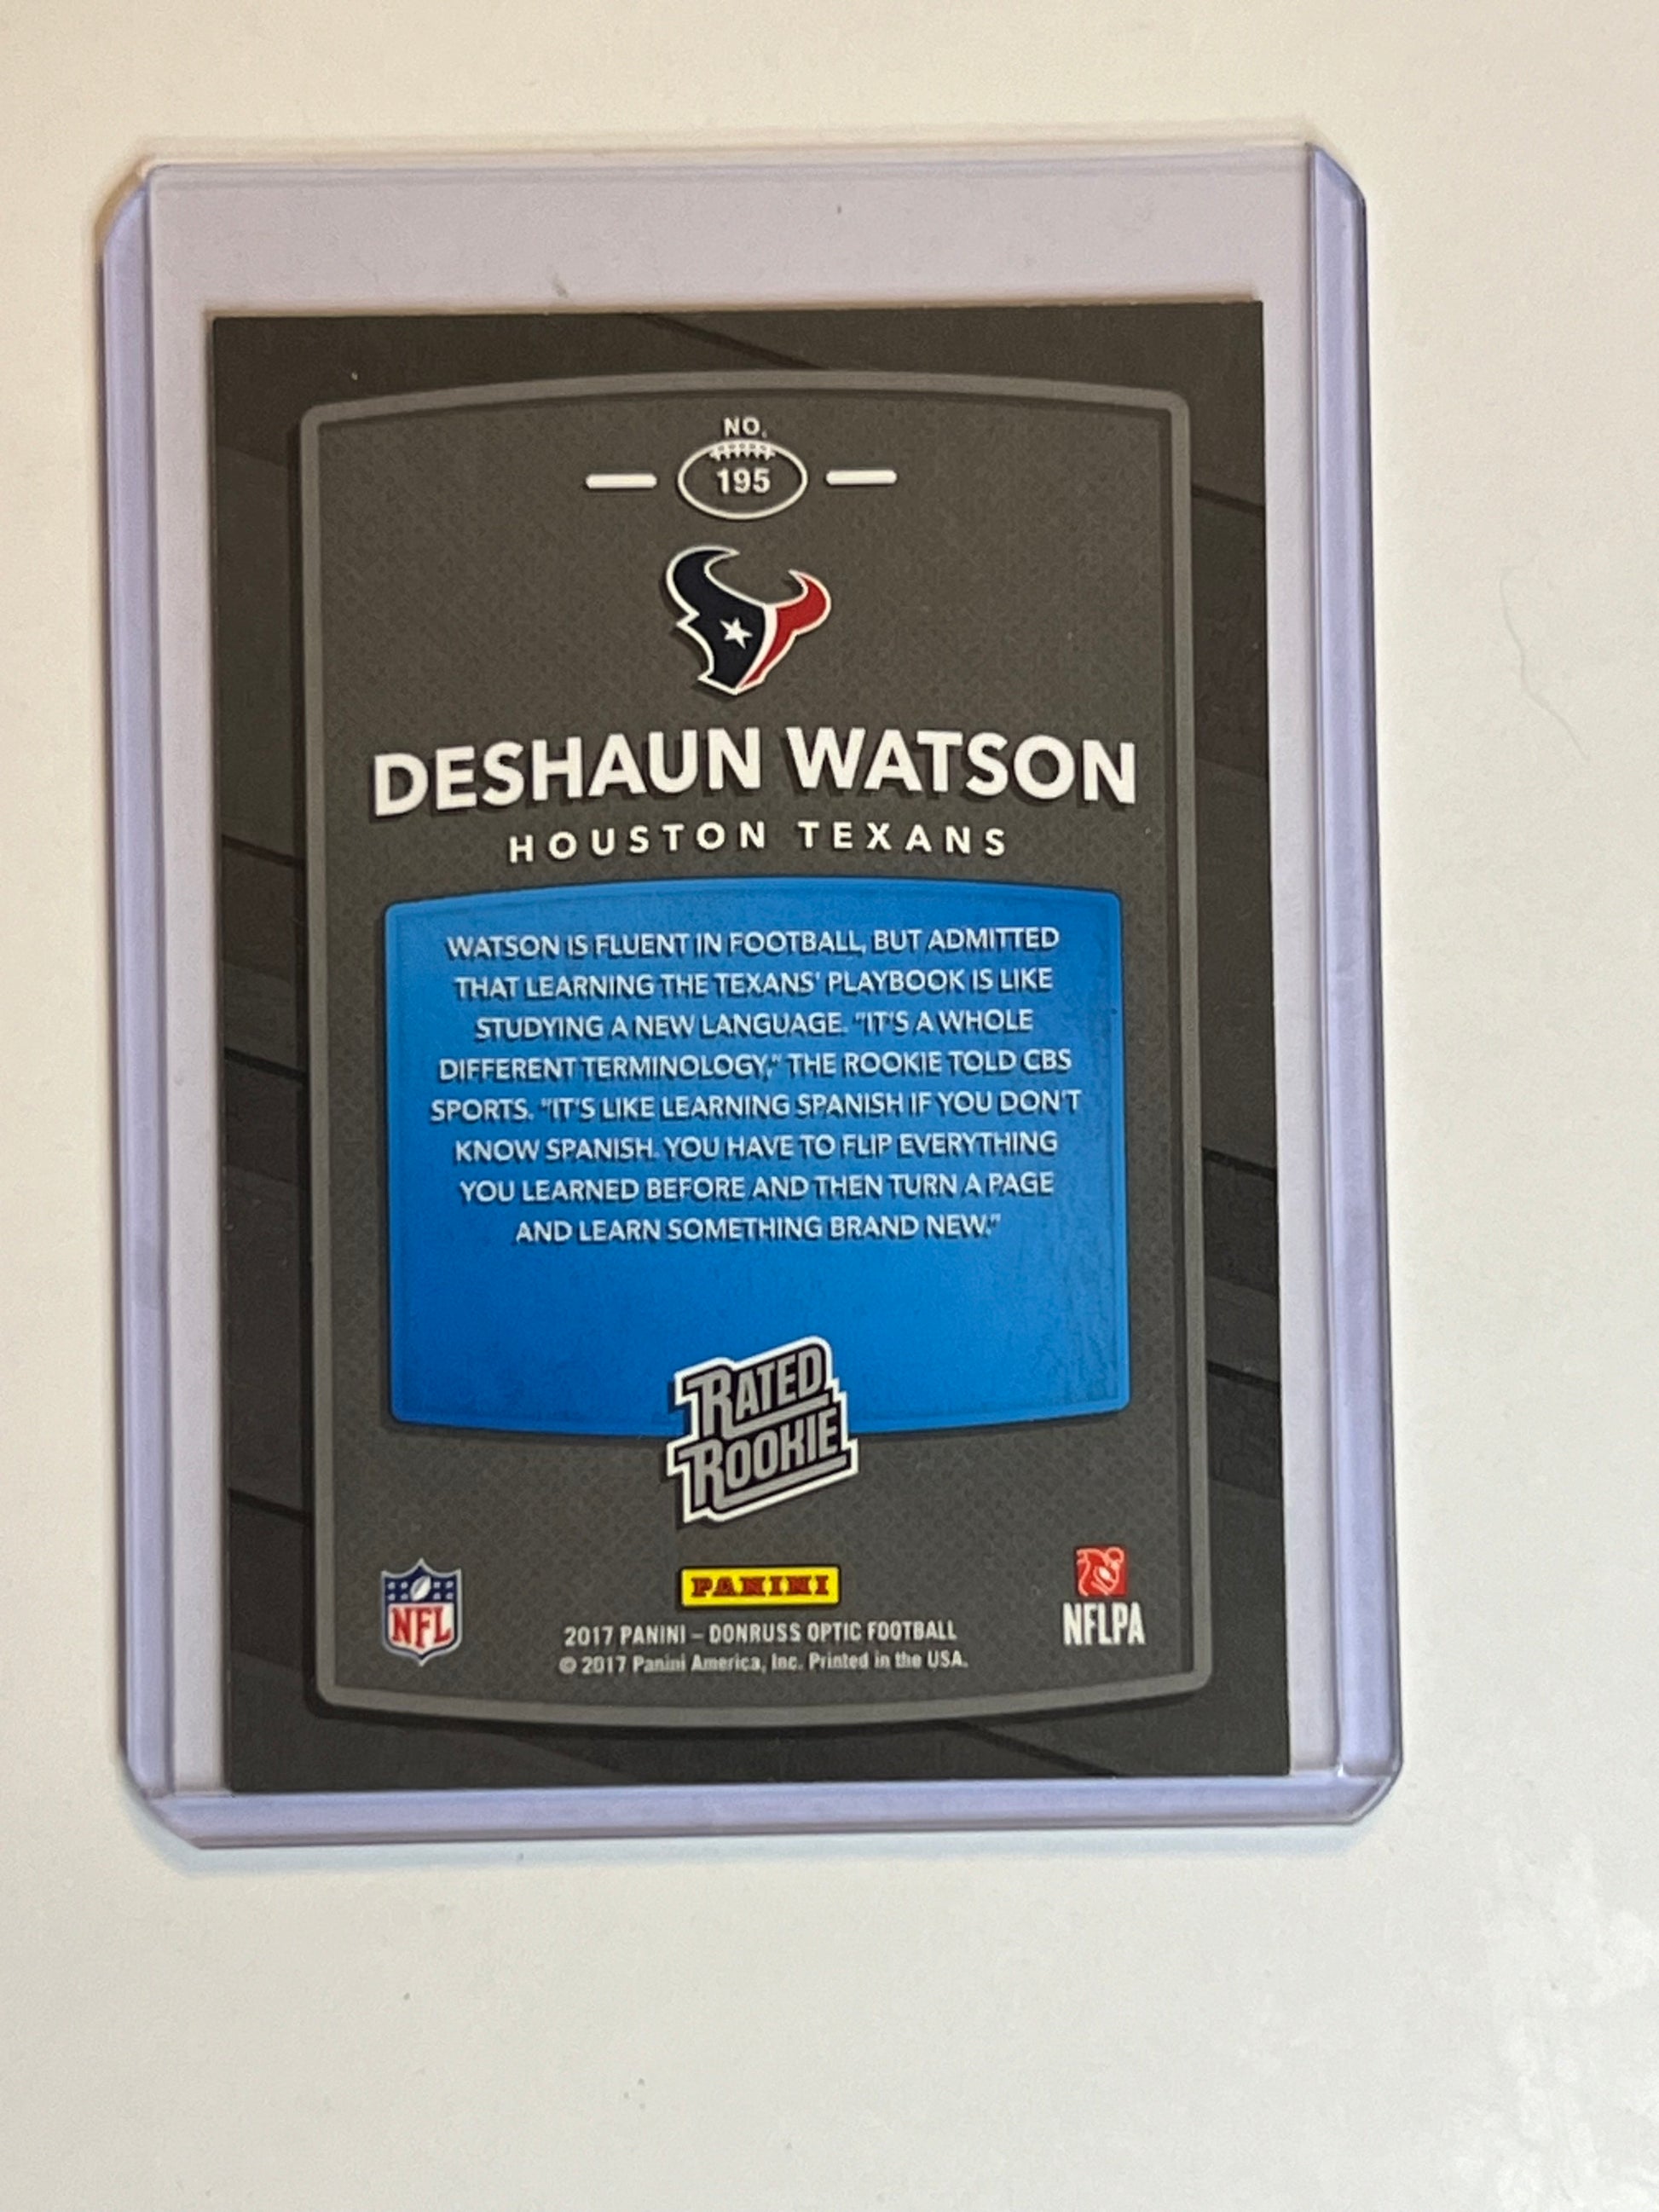 NO.
195
DESHAUN WATSON
HOUSTON TEXANS
WATSON IS FLUENT IN FOOTBALL, BUT ADMITTED
THAT LEARNING THE TEXANS' PLAYBOOK IS LIKE
STUDYING A NEW LANGUAGE. "IT'S A WHOLE
DIFFERENT TERMINOLOGY," THE ROOKIE TOLD CBS
SPORTS. "IT'S LIKE LEARNING SPANISH IF YOU DON'T
KNOW SPANISH. YOU HAVE TO FLIP EVERYTHING
YOU LEARNED BEFORE AND THEN TURN A PAGE
AND LEARN SOMETHING BRAND NEW."
RATED
ROOKIE
NFL
PANINI
NFLPA
2017 PANINI – DONRUSS OPTIC FOOTBALL
© 2017 Panini America, Inc. Printed in the USA.